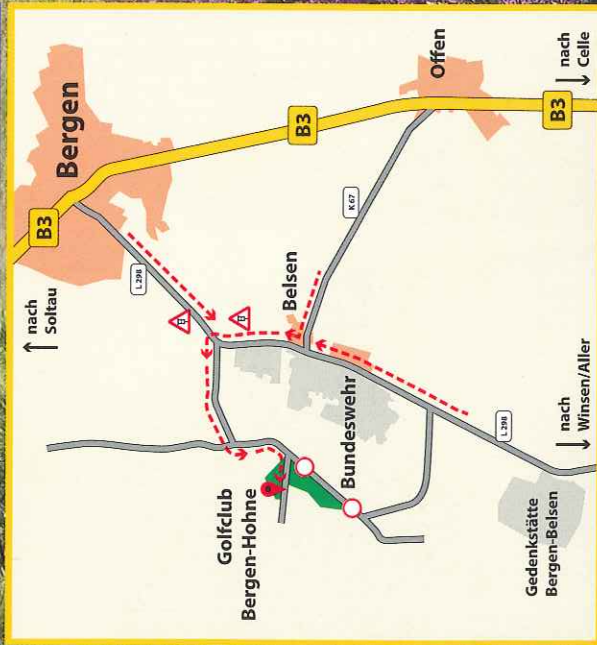 nach
Soltau
B3
Bergen
L 298
B3
Belsen
K 67
Offen
Golfclub
Bergen-Hohne
Bundeswehr
L 298
B3
Gedenkstätte
Bergen-Belsen
nach
Winsen/Aller
nach
Celle